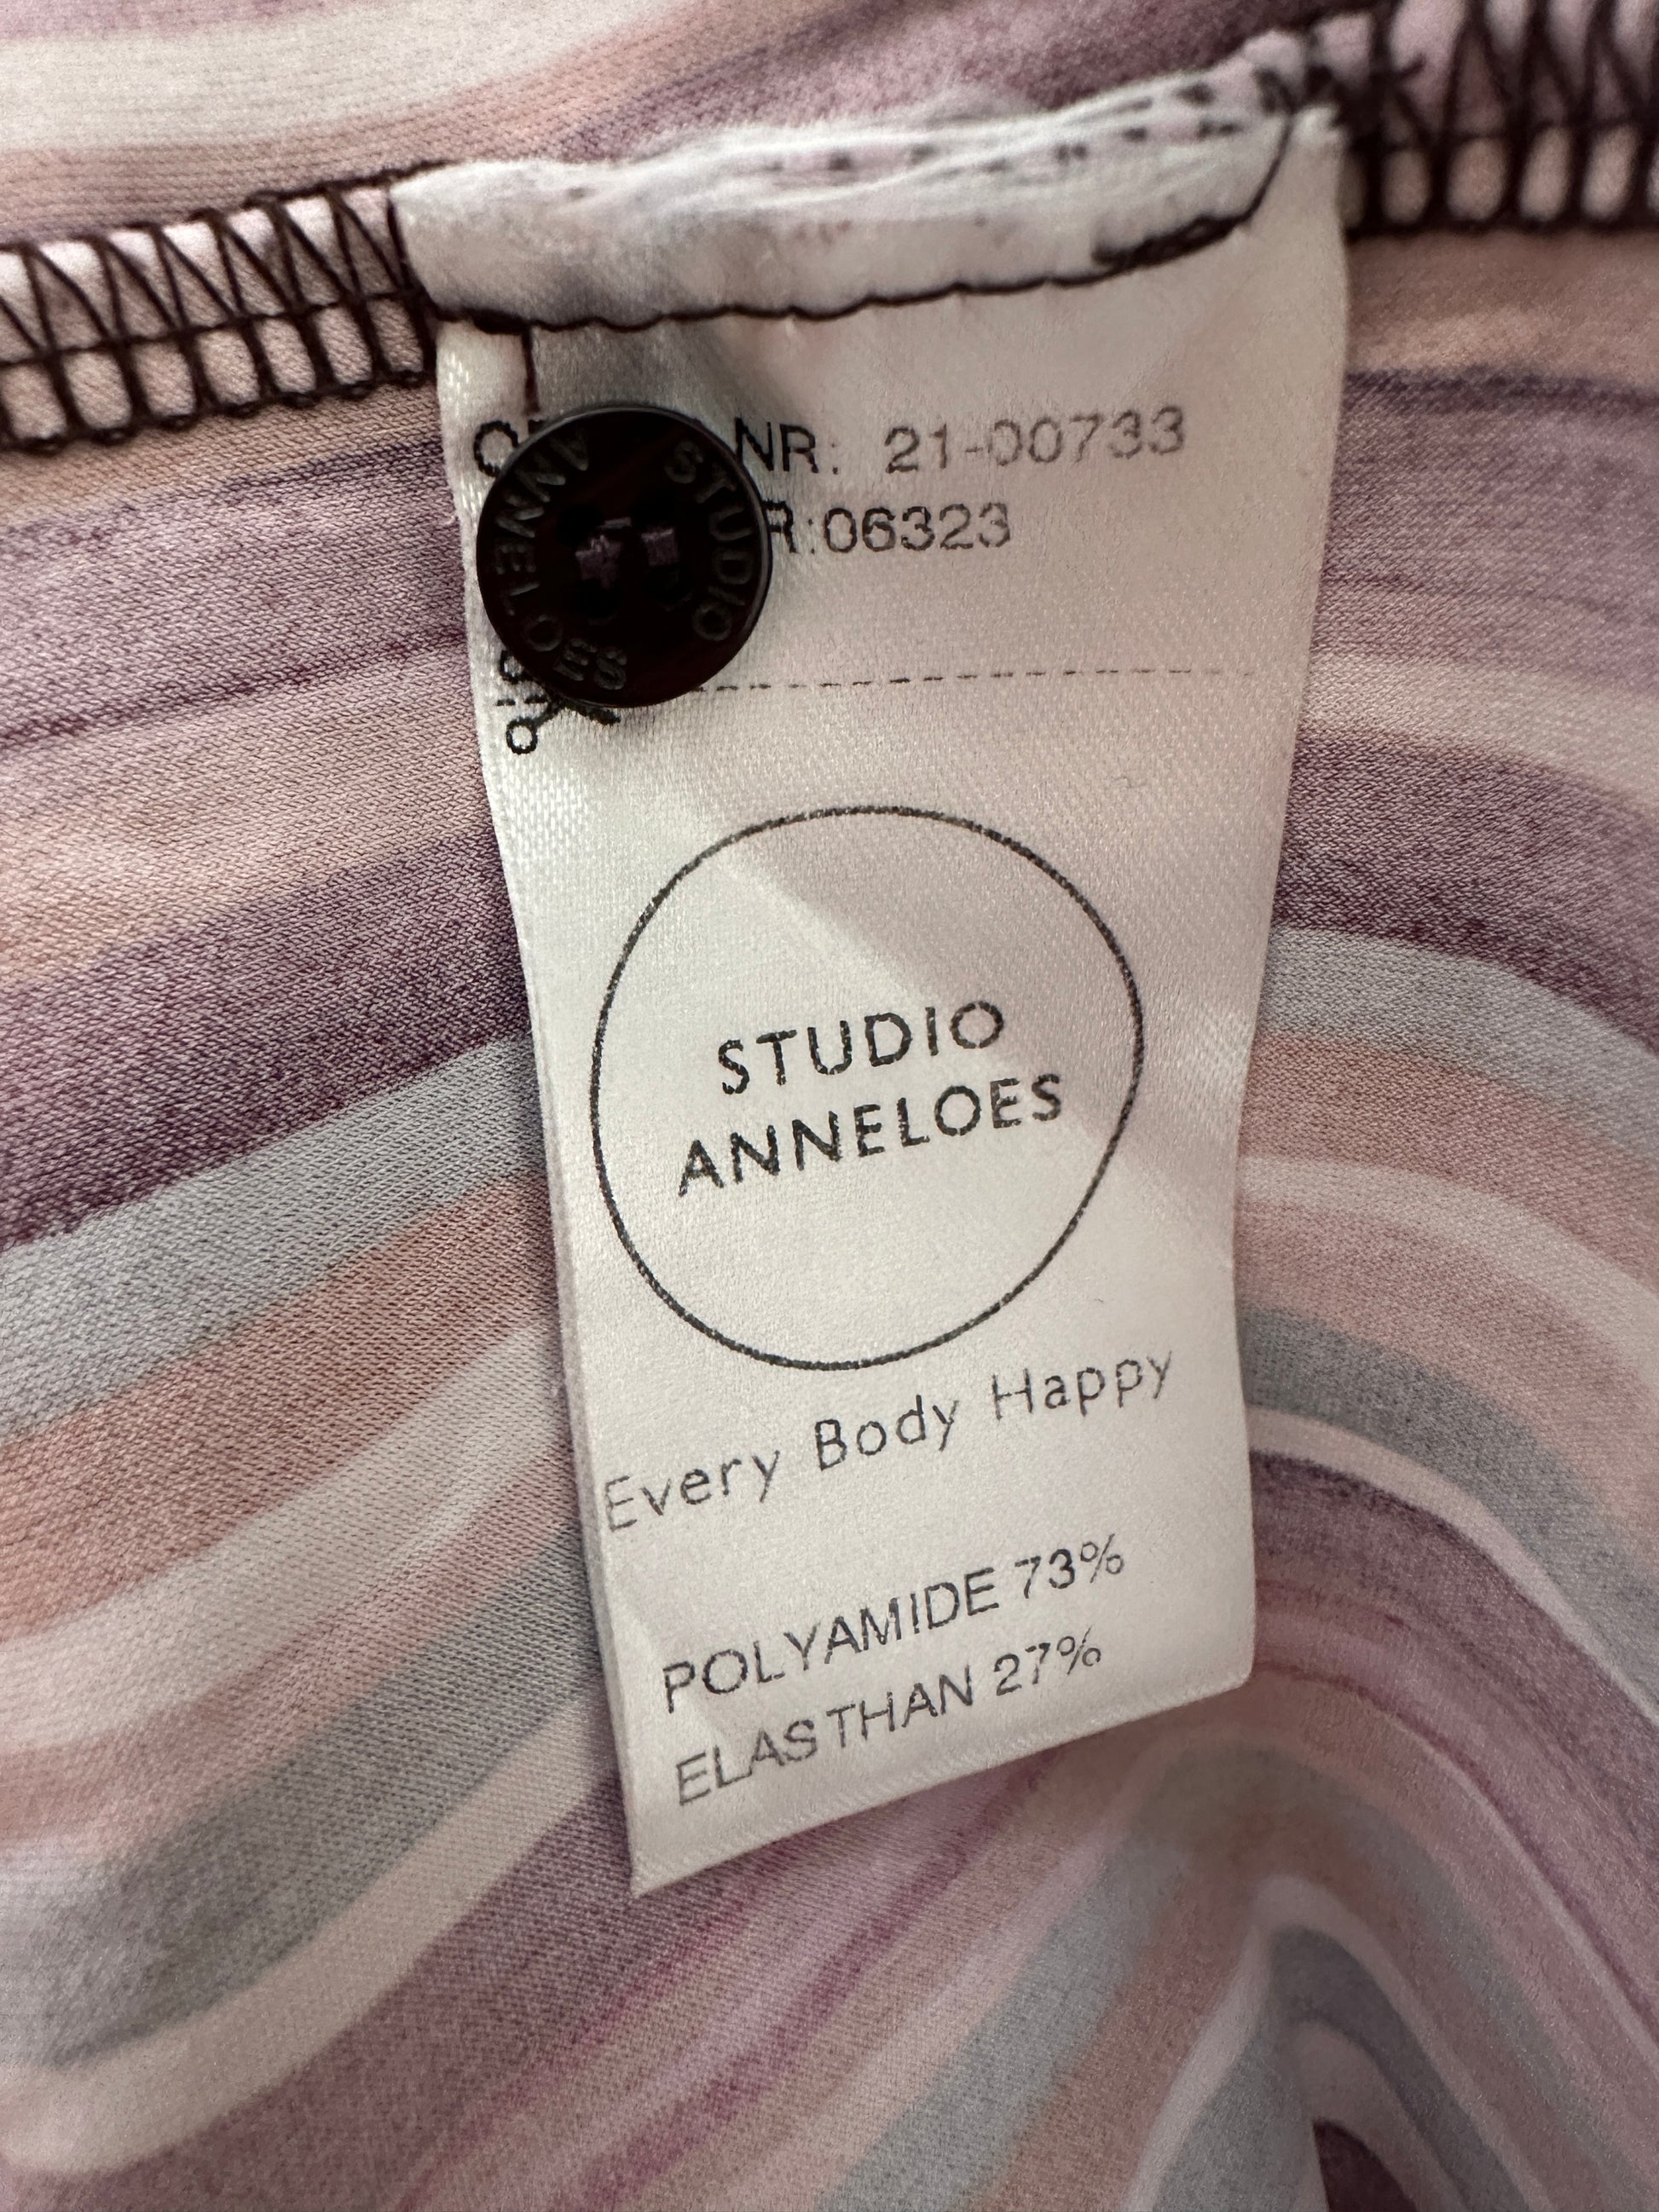 NR: 21-00733
R:06323
STUDIO ANNELOES
STUDIO
ANNELOES
Every Body Happy
POLYAMIDE 73%
ELASTHAN 27%